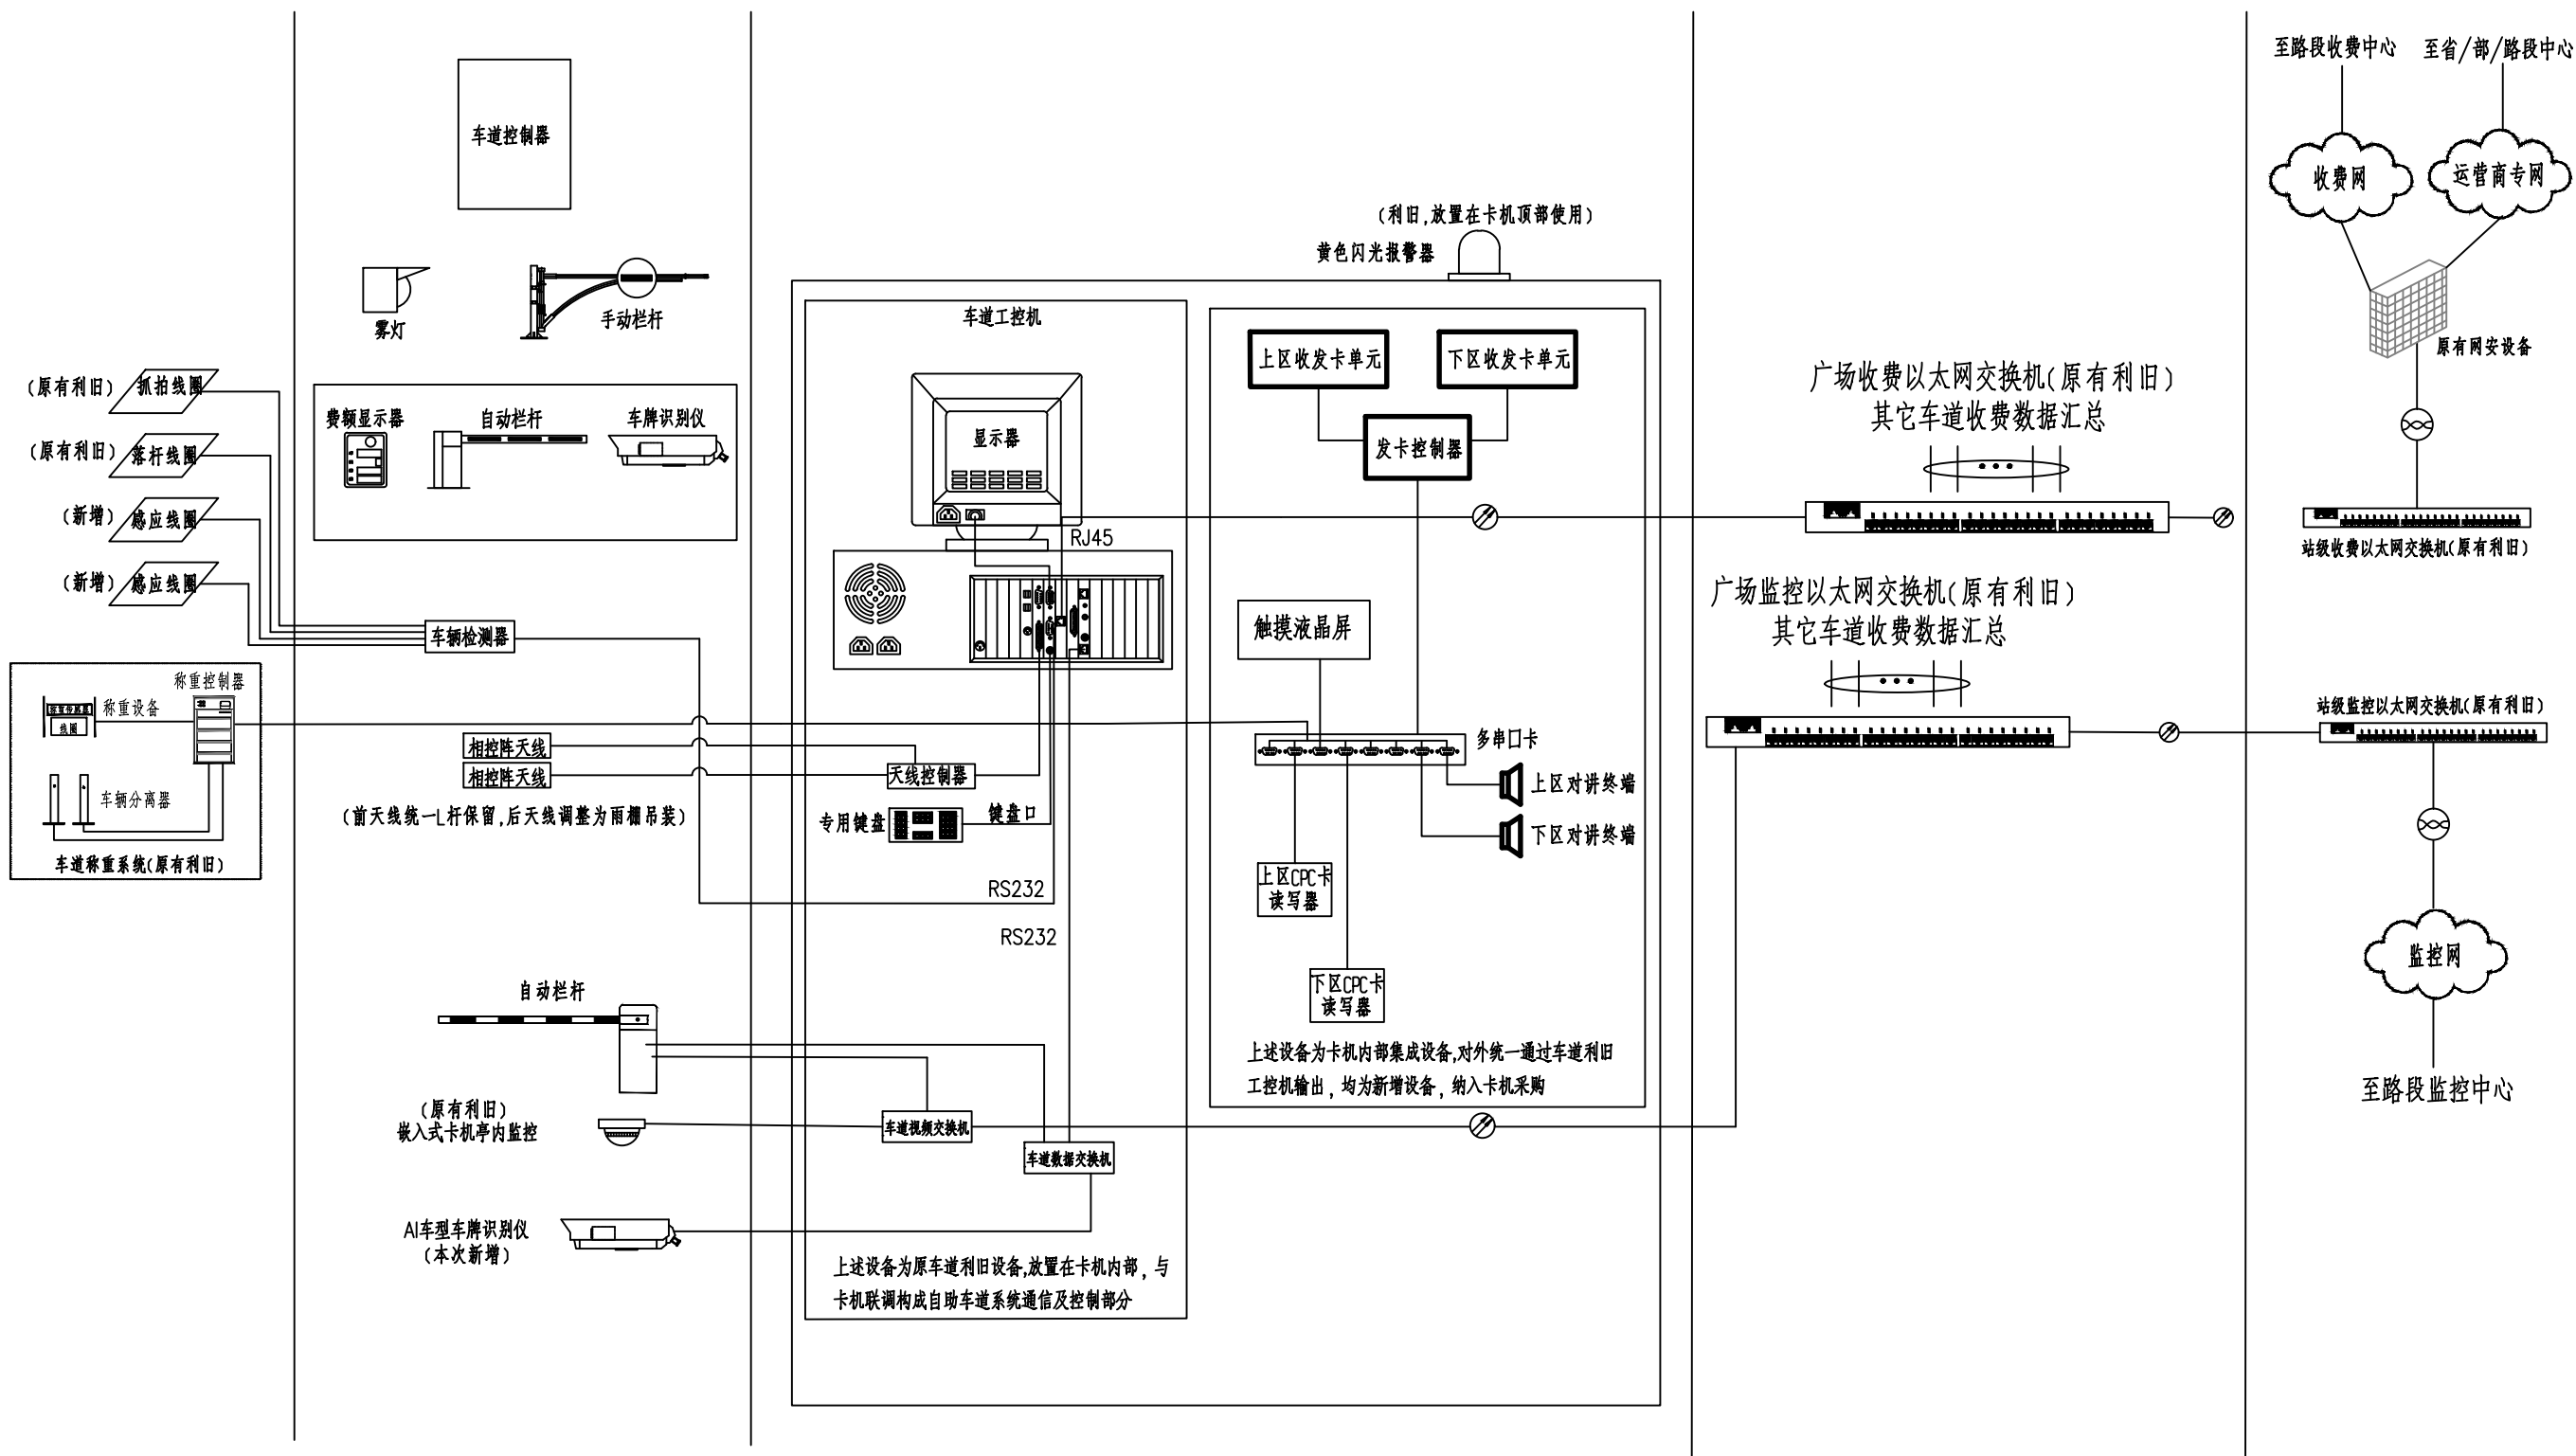 车道控制器
雾灯
手动栏杆
费额显示器
自动栏杆
车牌识别仪
(原有利旧)
抓拍线圈
(原有利旧)
落杆线圈
(新增)
感应线圈
(新增)
感应线圈
车辆检测器
称重控制器
称重设备
线圈
车辆分离器
车道称重系统(原有利旧)
相控阵天线
相控阵天线
(前天线统一L杆保留,后天线调整为雨棚吊装)
自动栏杆
(原有利旧)
嵌入式卡机亭内监控
AI车型车牌识别仪
(本次新增)
车道工控机
显示器
RJ45
天线控制器
专用键盘
键盘口
RS232
RS232
车道视频交换机
车道数据交换机
上述设备为原车道利旧设备,放置在卡机内部，与
卡机联调构成自助车道系统通信及控制部分
(利旧,放置在卡机顶部使用)
黄色闪光报警器
上区收发卡单元
下区收发卡单元
发卡控制器
触摸液晶屏
多串口卡
上区对讲终端
下区对讲终端
上区CPC卡
读写器
下区CPC卡
读写器
上述设备为卡机内部集成设备,对外统一通过车道利旧
工控机输出，均为新增设备，纳入卡机采购
广场收费以太网交换机(原有利旧)
其它车道收费数据汇总
广场监控以太网交换机(原有利旧)
其它车道收费数据汇总
至路段收费中心
至省/部/路段中心
收费网
运营商专网
原有网安设备
站级收费以太网交换机(原有利旧)
站级监控以太网交换机(原有利旧)
监控网
至路段监控中心